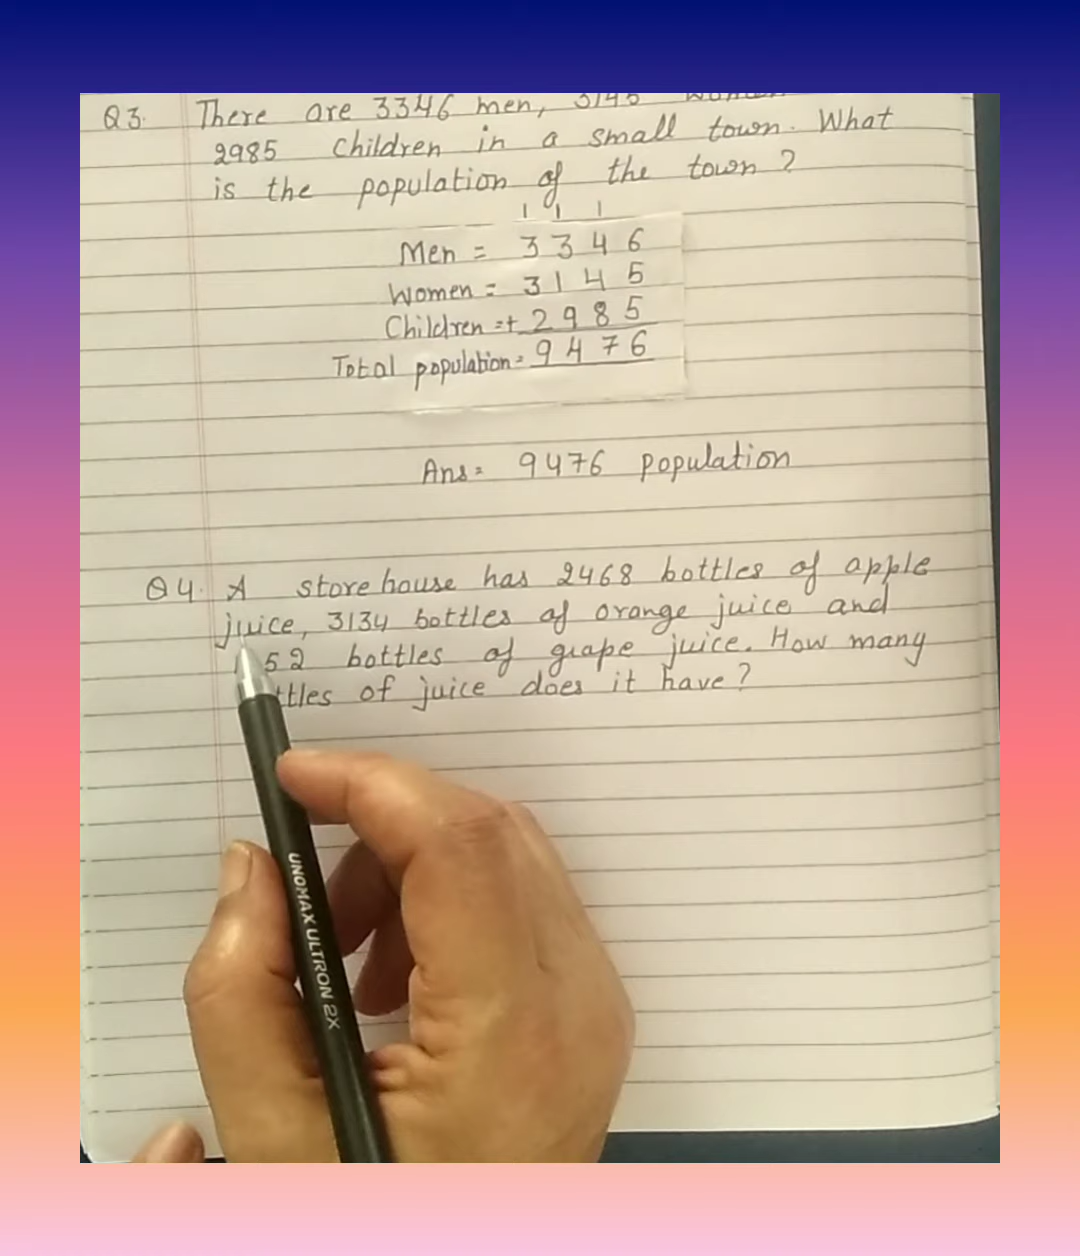 Q3. There are 3346 men, 3145 women
2985 children in a small town. What
is the population of the town?
1 1 1
Men = 3 3 4 6
Women = 3 1 4 5
Children =+ 2 9 8 5
Total population = 9 4 7 6
Ans = 9476 population
Q4. A store house has 2468 bottles of apple
juice, 3134 bottles of orange juice and
52 bottles of grape juice. How many
ttles of juice does it have?
UNOMAX ULTRON 2X